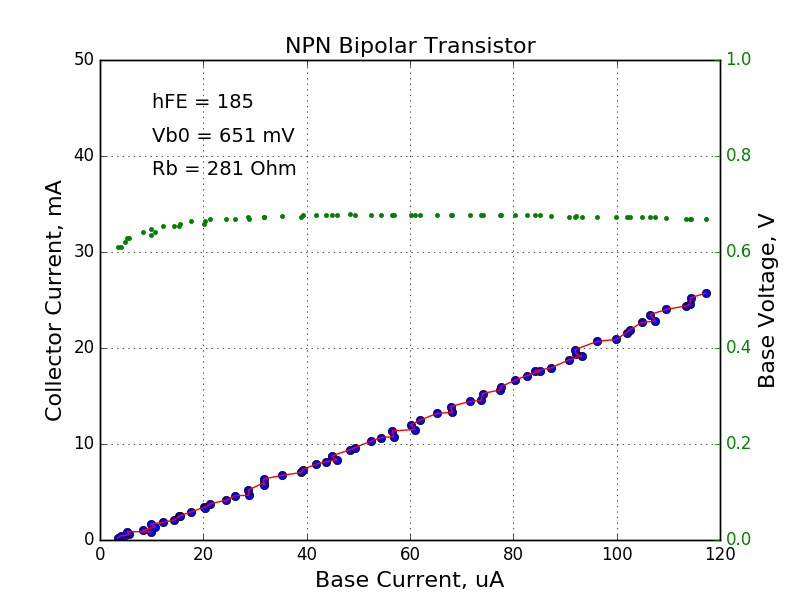 NPN Bipolar Transistor
hFE = 185
Vb0 = 651 mV
Rb = 281 Ohm
Collector Current, mA
50
40
30
20
10
0
Base Voltage, V
1.0
0.8
0.6
0.4
0.2
0.0
0 20 40 60 80 100 120
Base Current, uA